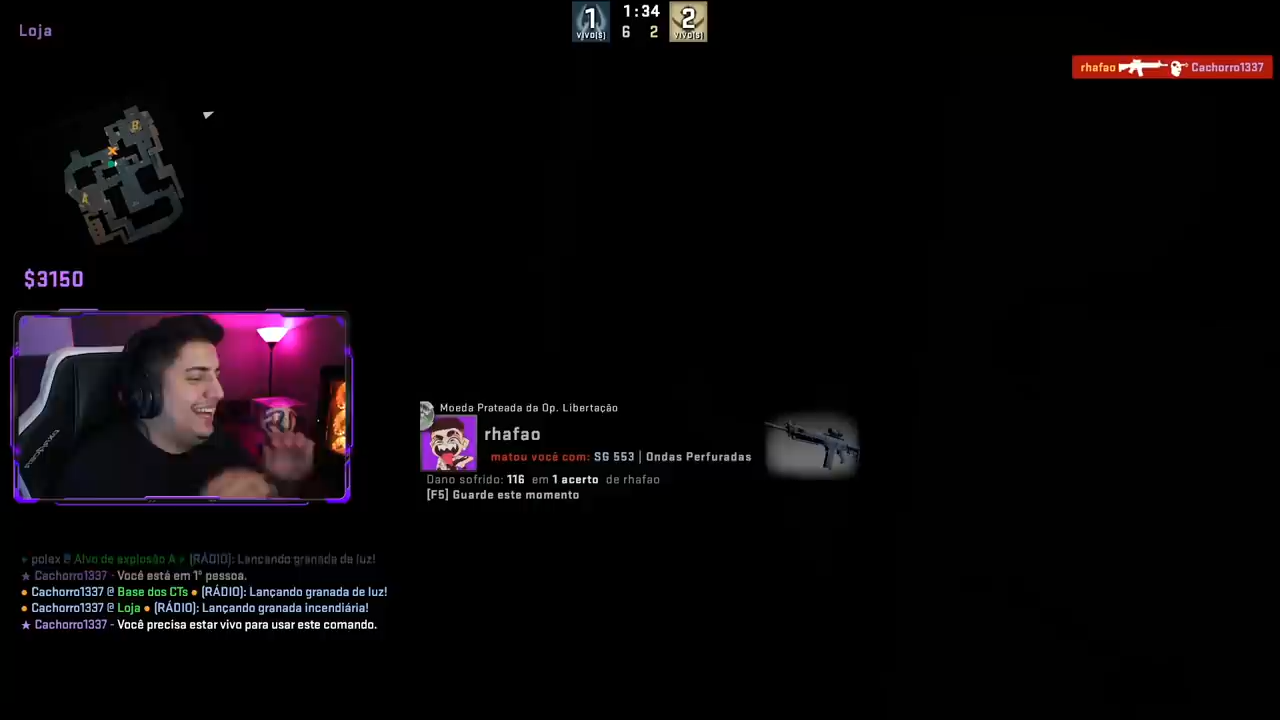 Loja
1
VIVO(S)
1:34
6 2
2
VIVO(S)
rhafao Cachorro1337
B
A
$3150
Moeda Prateada da Op. Libertação
rhafao
matou você com: SG 553 | Ondas Perfuradas
Dano sofrido: 116 em 1 acerto de rhafao
[F5] Guarde este momento
polex @ Alvo de explosão A • (RÁDIO): Lançando granada de luz!
★ Cachorro1337 - Você está em 1ª pessoa.
● Cachorro1337 @ Base dos CTs ● (RÁDIO): Lançando granada de luz!
● Cachorro1337 @ Loja ● (RÁDIO): Lançando granada incendiária!
★ Cachorro1337 - Você precisa estar vivo para usar este comando.